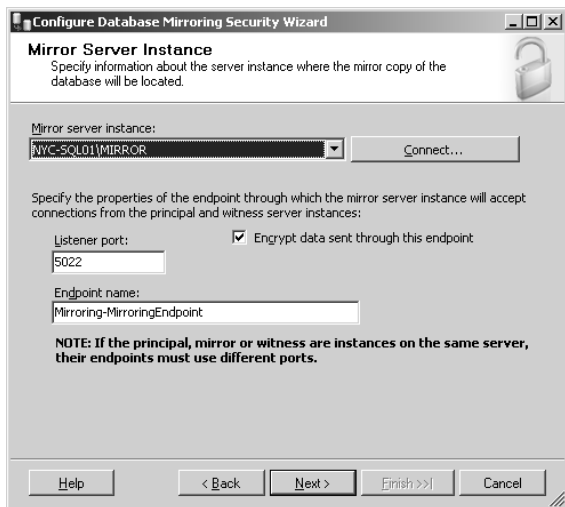 Configure Database Mirroring Security Wizard
Mirror Server Instance
Specify information about the server instance where the mirror copy of the
database will be located.
Mirror server instance:
NYC-SQL01\MIRROR
Connect...
Specify the properties of the endpoint through which the mirror server instance will accept
connections from the principal and witness server instances:
Listener port:
Encrypt data sent through this endpoint
5022
Endpoint name:
Mirroring-MirroringEndpoint
NOTE: If the principal, mirror or witness are instances on the same server,
their endpoints must use different ports.
Help
< Back
Next >
Finish >>|
Cancel